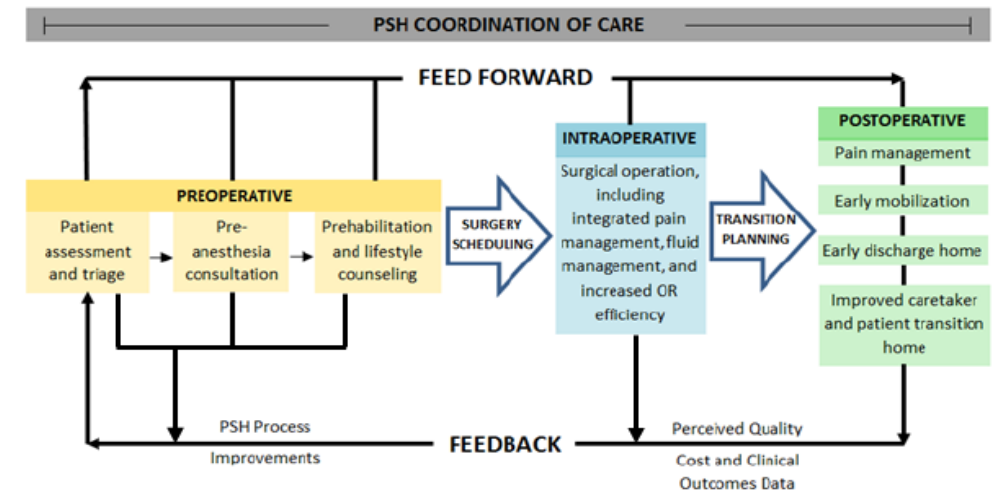 PSH COORDINATION OF CARE
FEED FORWARD
PREOPERATIVE
Patient
assessment
and triage
Pre-
anesthesia
consultation
Prehabilitation
and lifestyle
counseling
SURGERY
SCHEDULING
INTRAOPERATIVE
Surgical operation,
including
integrated pain
management, fluid
management, and
increased OR
efficiency
TRANSITION
PLANNING
POSTOPERATIVE
Pain management
Early mobilization
Early discharge home
Improved caretaker
and patient transition
home
PSH Process
Improvements
FEEDBACK
Perceived Quality
Cost and Clinical
Outcomes Data